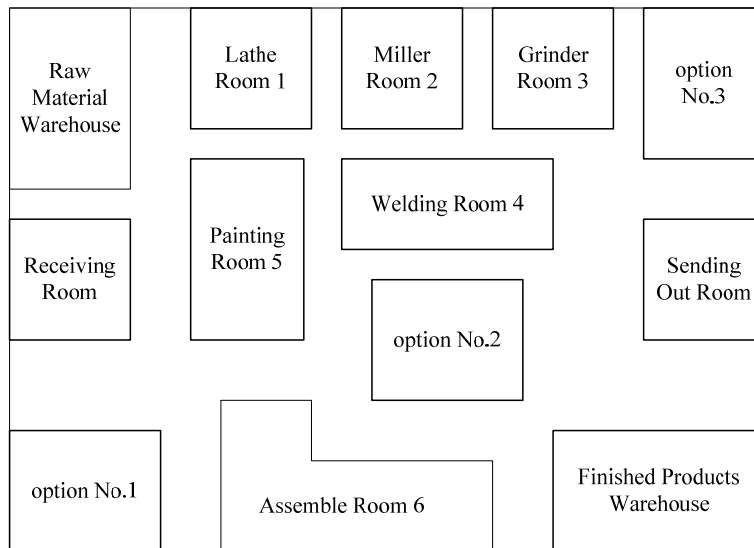 Raw
Material
Warehouse
Lathe
Room 1
Miller
Room 2
Grinder
Room 3
option
No.3
Painting
Room 5
Welding Room 4
Receiving
Room
Sending
Out Room
option No.2
option No.1
Assemble Room 6
Finished Products
Warehouse